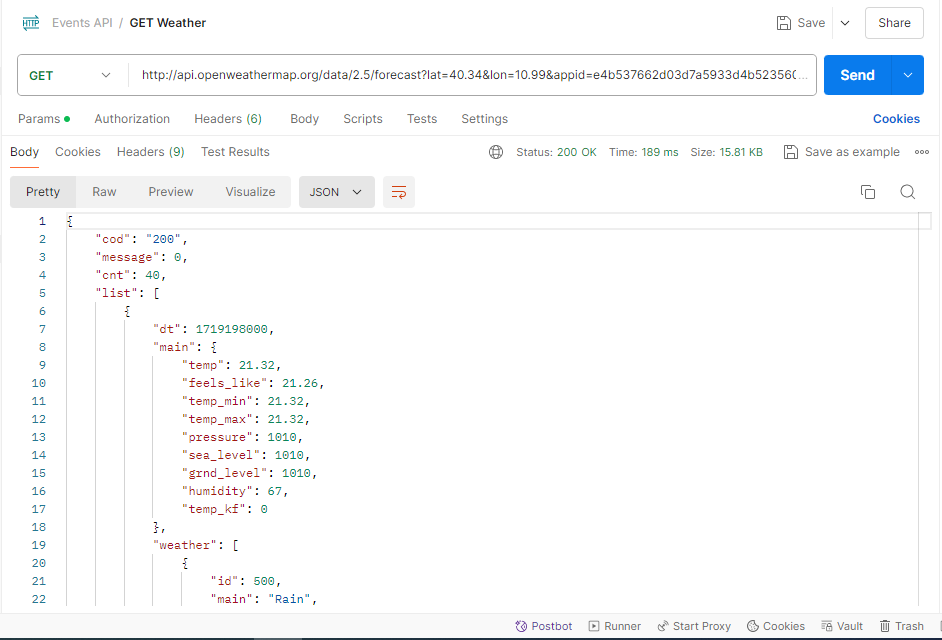 HTTP Events API / GET Weather Save Share
GET http://api.openweathermap.org/data/2.5/forecast?lat=40.34&lon=10.99&appid=e4b537662d03d7a5933d4b523560... Send
Params Authorization Headers (6) Body Scripts Tests Settings Cookies
Body Cookies Headers (9) Test Results Status: 200 OK Time: 189 ms Size: 15.81 KB Save as example
Pretty Raw Preview Visualize JSON
1 {
2 "cod": "200",
3 "message": 0,
4 "cnt": 40,
5 "list": [
6 {
7 "dt": 1719198000,
8 "main": {
9 "temp": 21.32,
10 "feels_like": 21.26,
11 "temp_min": 21.32,
12 "temp_max": 21.32,
13 "pressure": 1010,
14 "sea_level": 1010,
15 "grnd_level": 1010,
16 "humidity": 67,
17 "temp_kf": 0
18 },
19 "weather": [
20 {
21 "id": 500,
22 "main": "Rain",
Postbot Runner Start Proxy Cookies Vault Trash